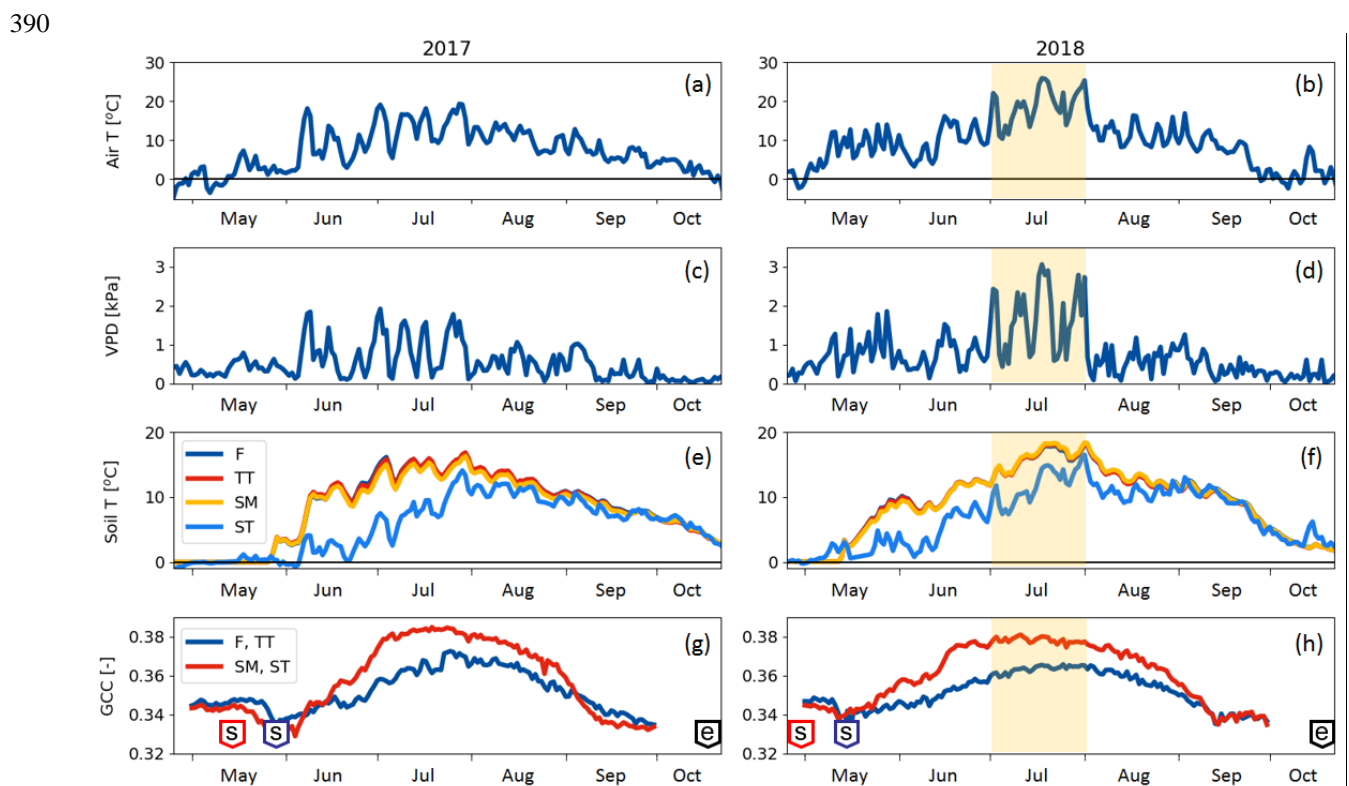 390
2017
2018
30
20
10
0
Air T [°C]
(a)
May Jun Jul Aug Sep Oct
30
20
10
0
(b)
May Jun Jul Aug Sep Oct
3
2
1
0
VPD [kPa]
(c)
May Jun Jul Aug Sep Oct
3
2
1
0
(d)
May Jun Jul Aug Sep Oct
20
10
0
Soil T [°C]
F
TT
SM
ST
(e)
May Jun Jul Aug Sep Oct
20
10
0
(f)
May Jun Jul Aug Sep Oct
0.38
0.36
0.34
0.32
GCC [-]
F, TT
SM, ST
(g)
s s e
May Jun Jul Aug Sep Oct
0.38
0.36
0.34
0.32
(h)
s s e
May Jun Jul Aug Sep Oct